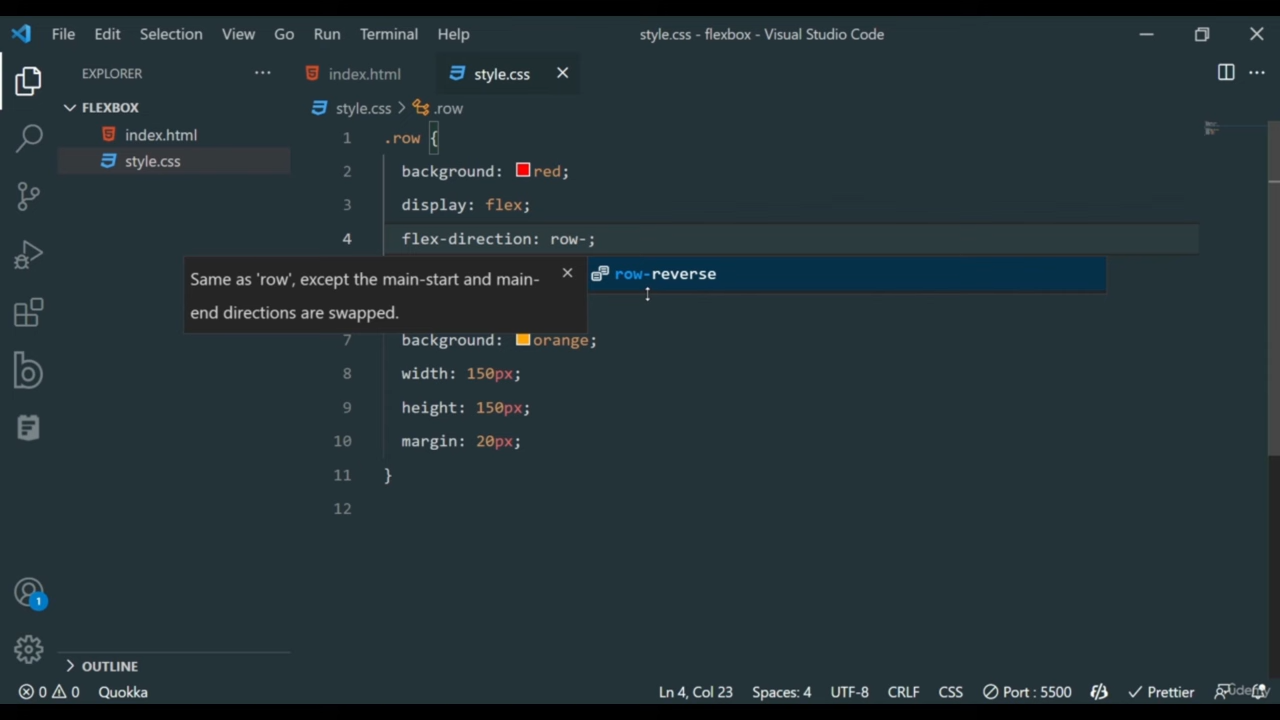 File Edit Selection View Go Run Terminal Help style.css - flexbox - Visual Studio Code
EXPLORER ··· index.html style.css
FLEXBOX style.css > .row
index.html
style.css
1 .row {
2 background: red;
3 display: flex;
4 flex-direction: row-;
row-reverse
Same as 'row', except the main-start and main-
end directions are swapped.
7 background: orange;
8 width: 150px;
9 height: 150px;
10 margin: 20px;
11 }
12
1
OUTLINE
0 0 Quokka Ln 4, Col 23 Spaces: 4 UTF-8 CRLF CSS Port : 5500 Prettier
Udemy